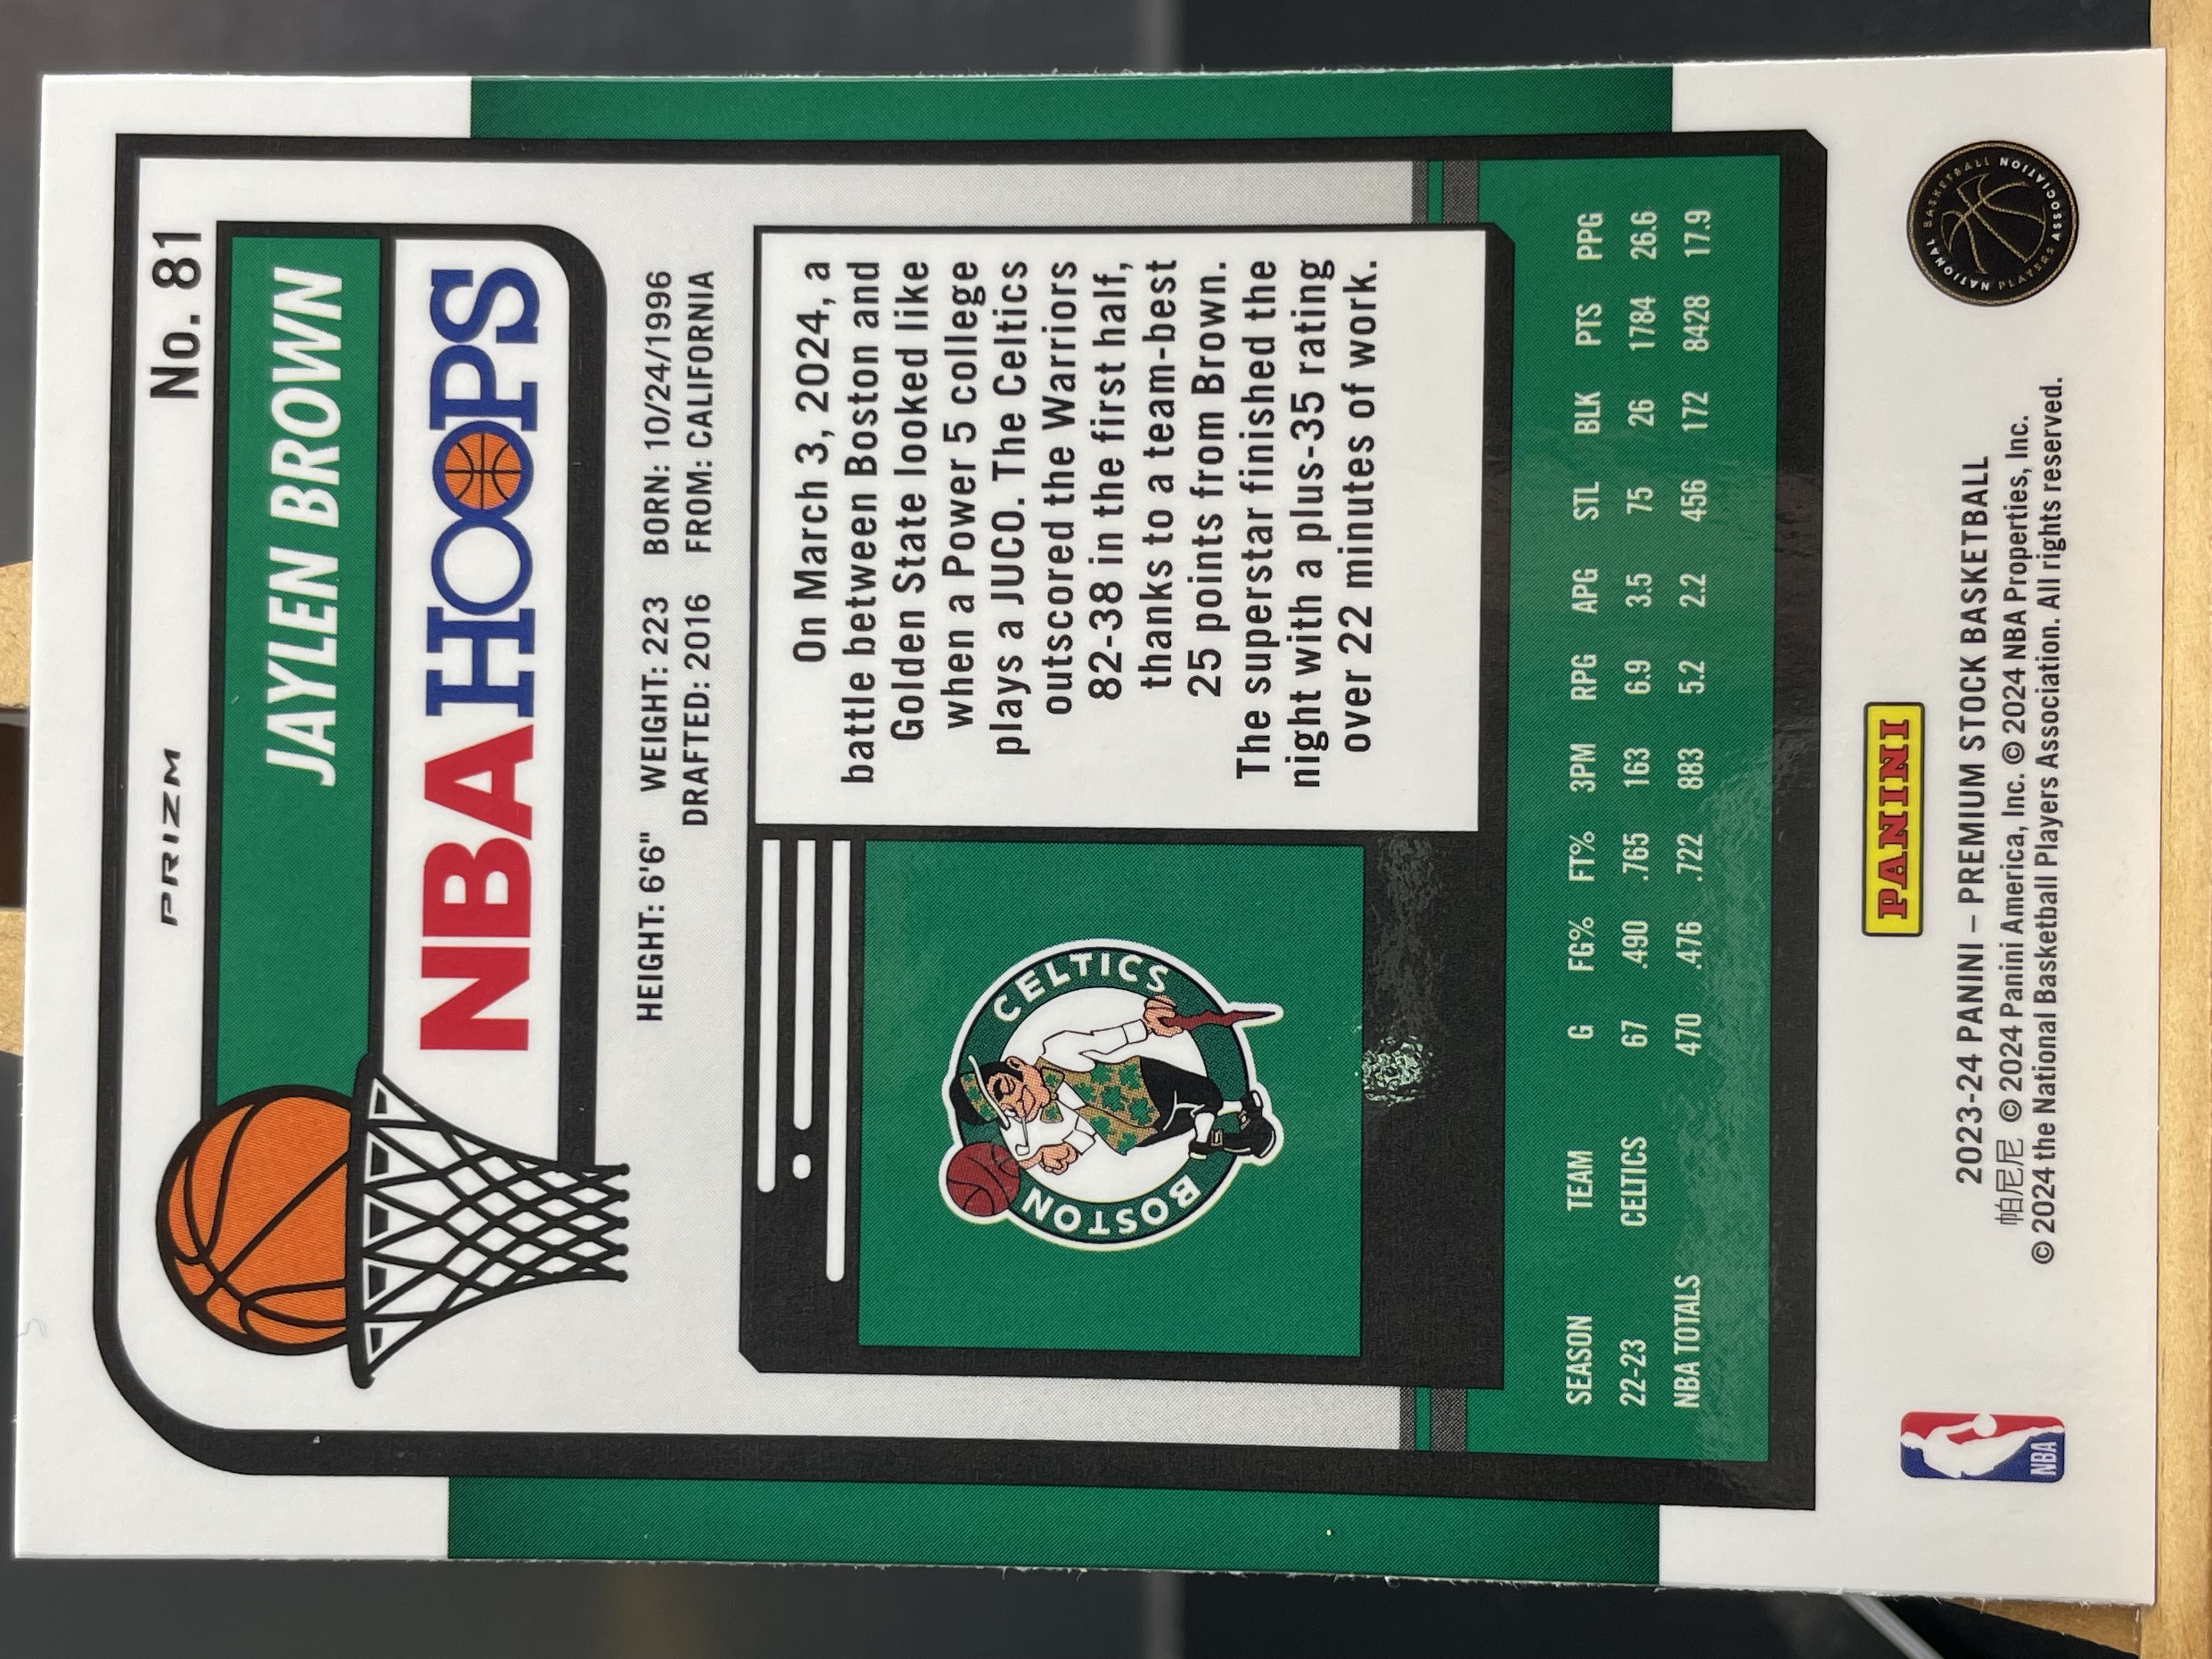 PRIZM No. 81
JAYLEN BROWN
NBA HOOPS
HEIGHT: 6'6" WEIGHT: 223 BORN: 10/24/1996
DRAFTED: 2016 FROM: CALIFORNIA
On March 3, 2024, a
battle between Boston and
Golden State looked like
when a Power 5 college
plays a JUCO. The Celtics
outscored the Warriors
82-38 in the first half,
thanks to a team-best
25 points from Brown.
The superstar finished the
night with a plus-35 rating
over 22 minutes of work.
BOSTON CELTICS
SEASON TEAM G FG% FT% 3PM RPG APG STL BLK PTS PPG
22-23 CELTICS 67 .490 .765 163 6.9 3.5 75 26 1784 26.6
NBA TOTALS 470 .476 .722 883 5.2 2.2 456 172 8428 17.9
PANINI
NBA
2023-24 PANINI – PREMIUM STOCK BASKETBALL
帕尼尼 © 2024 Panini America, Inc. © 2024 NBA Properties, Inc.
© 2024 the National Basketball Players Association. All rights reserved.
NATIONAL BASKETBALL PLAYERS ASSOCIATION